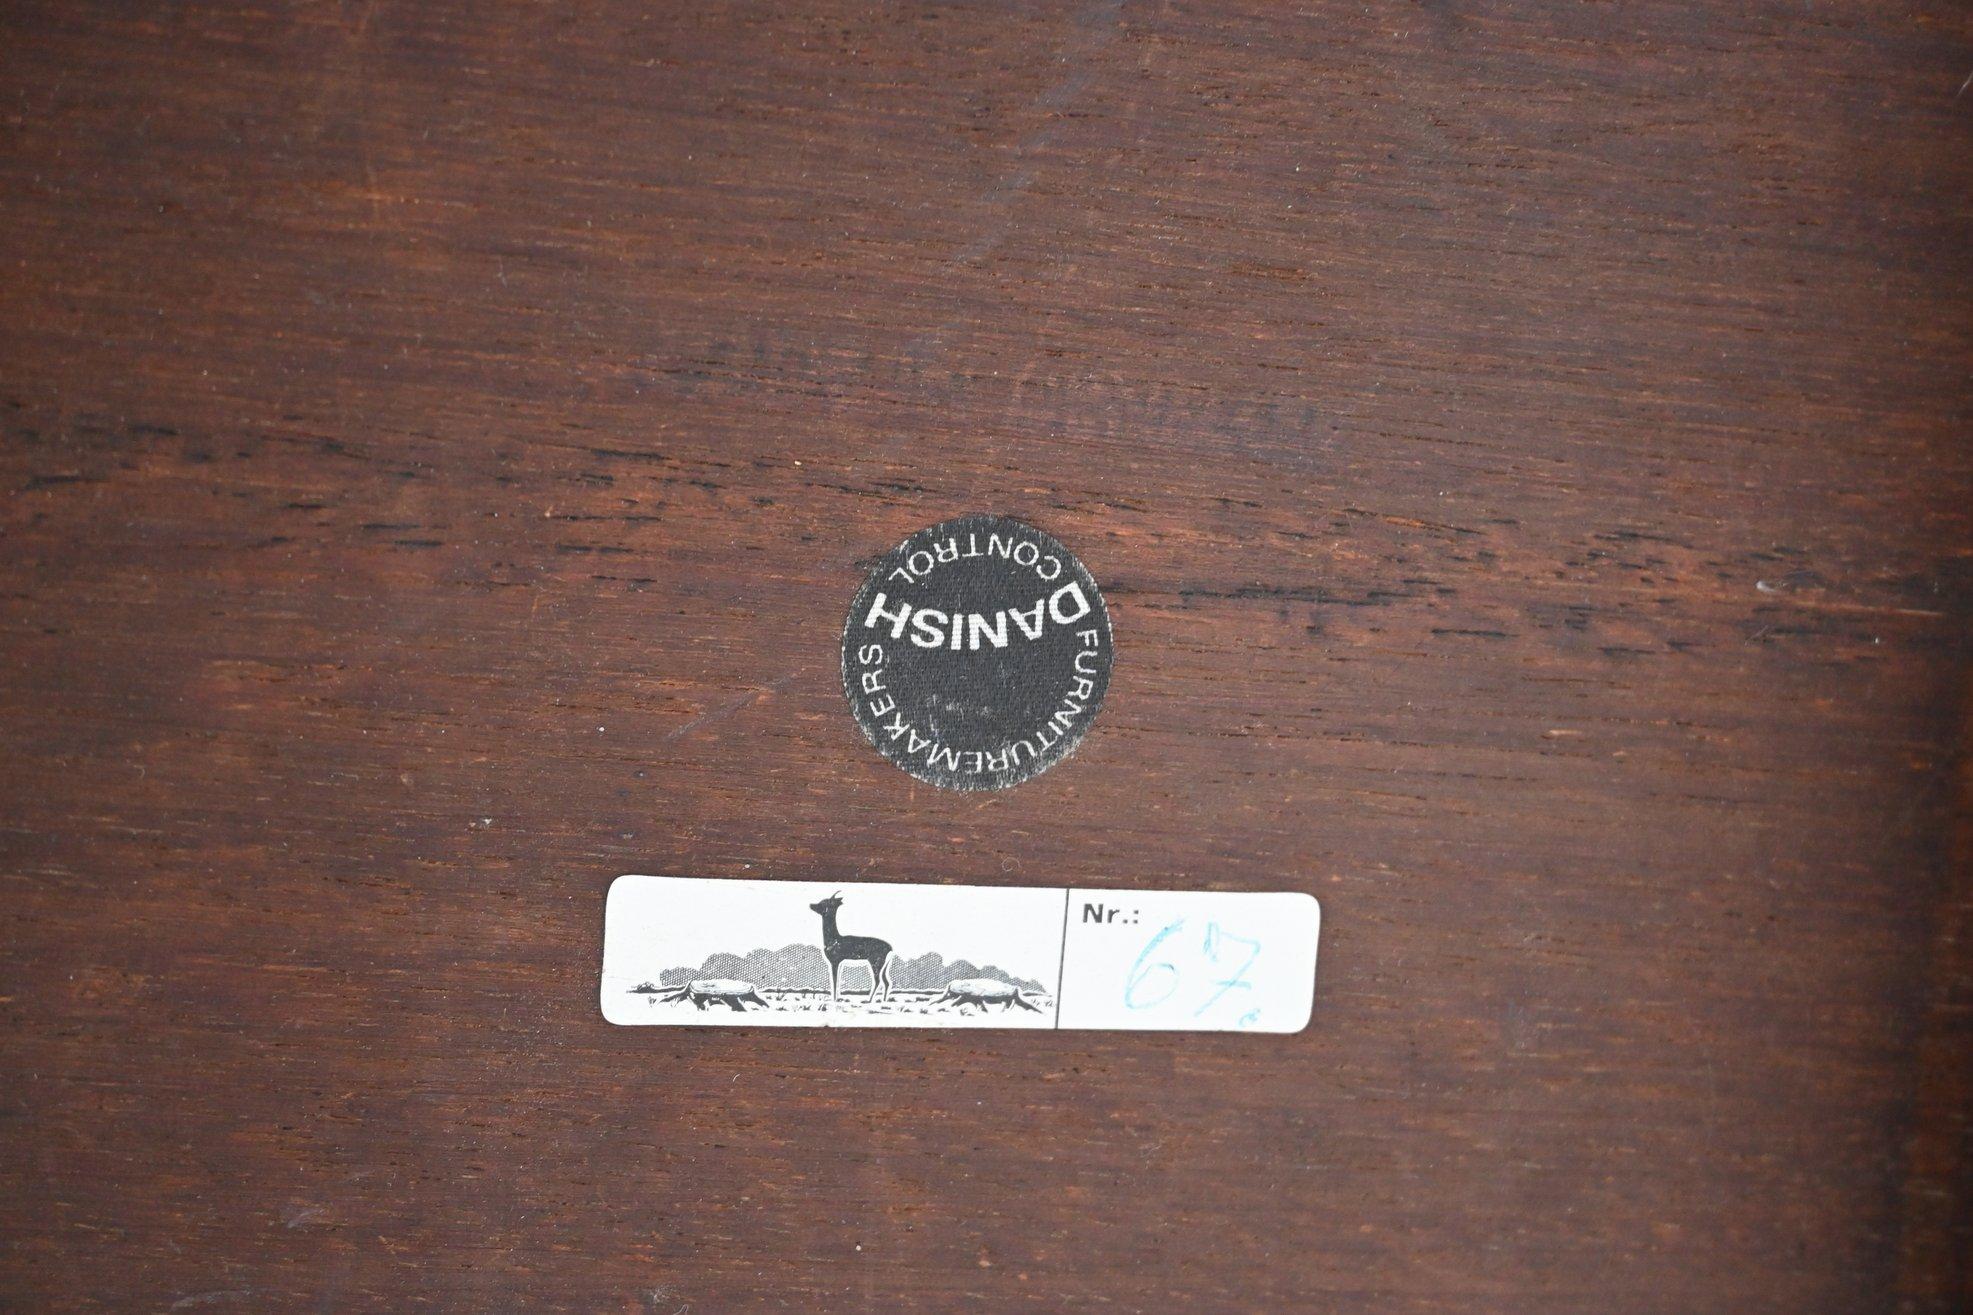 DANISH
FURNITUREMAKERS
CONTROL
Nr.: 67